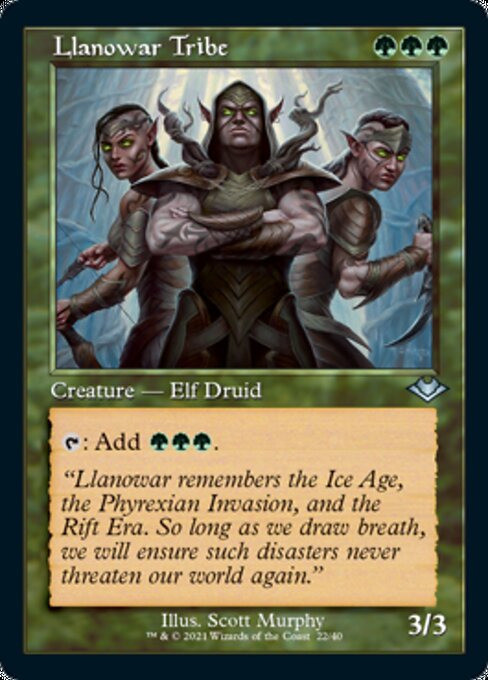 Llanowar Tribe
Creature — Elf Druid
: Add .
“Llanowar remembers the Ice Age,
the Phyrexian Invasion, and the
Rift Era. So long as we draw breath,
we will ensure such disasters never
threaten our world again.”
Illus. Scott Murphy
™ & © 2021 Wizards of the Coast 22/40
3/3